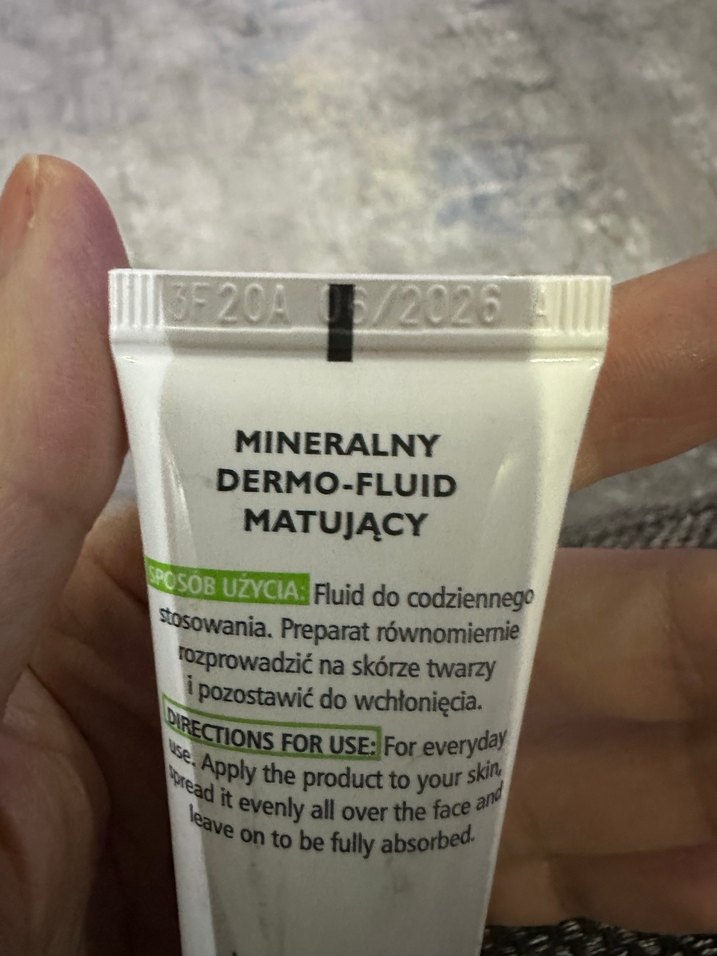 3F20A 06/2026 A
MINERALNY
DERMO-FLUID
MATUJĄCY
SPOSÓB UŻYCIA: Fluid do codziennego
stosowania. Preparat równomiernie
rozprowadzić na skórze twarzy
i pozostawić do wchłonięcia.
DIRECTIONS FOR USE: For everyday
use. Apply the product to your skin,
spread it evenly all over the face and
leave on to be fully absorbed.